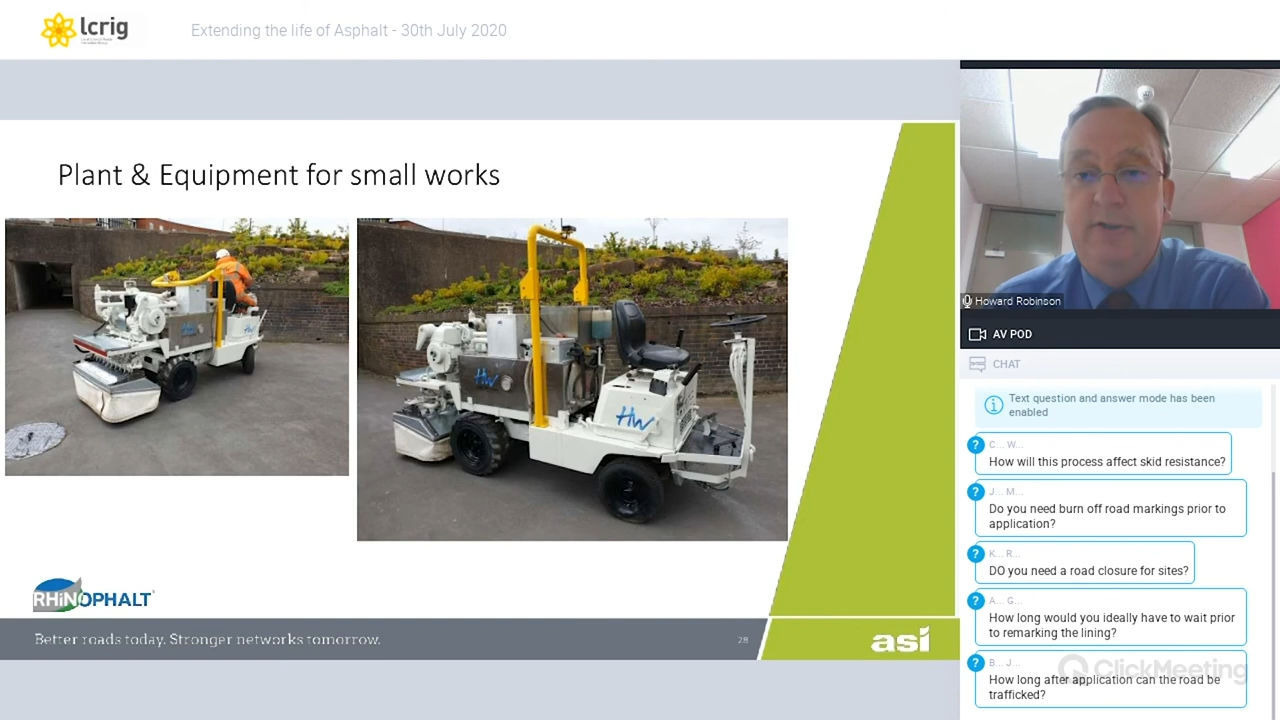 lcrig
Extending the life of Asphalt - 30th July 2020
Plant & Equipment for small works
HW
HW
HW
RHINOPHALT
Better roads today. Stronger networks tomorrow.
28
asi
Howard Robinson
AV POD
CHAT
Text question and answer mode has been
enabled
? C... W...
How will this process affect skid resistance?
? J... M...
Do you need burn off road markings prior to
application?
? K... R...
DO you need a road closure for sites?
? A... G...
How long would you ideally have to wait prior
to remarking the lining?
? B... J...
How long after application can the road be
trafficked?
ClickMeeting